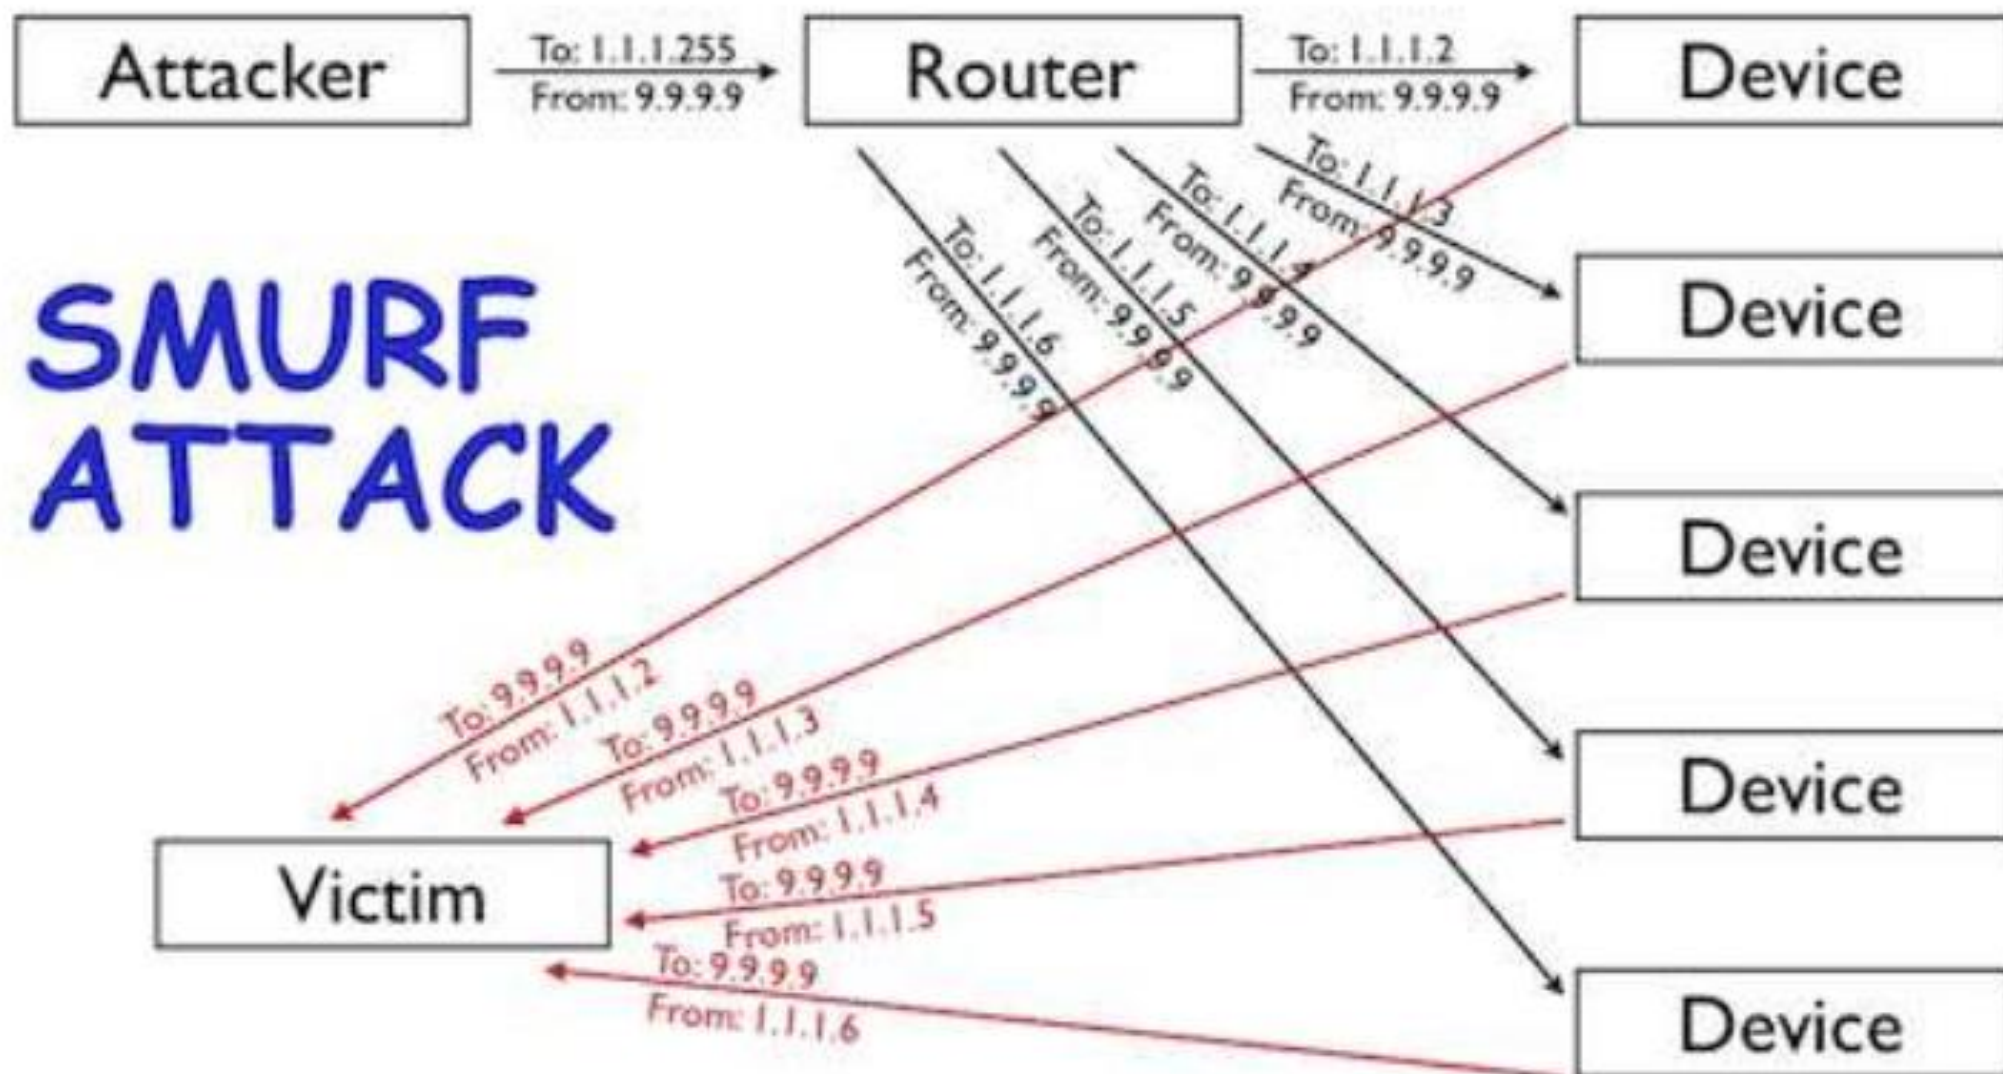 Attacker
To: 1.1.1.255
From: 9.9.9.9
Router
To: 1.1.1.2
From: 9.9.9.9
Device
To: 1.1.1.3
From: 9.9.9.9
To: 1.1.1.4
From: 9.9.9.9
To: 1.1.1.5
From: 9.9.9.9
To: 1.1.1.6
From: 9.9.9.9
SMURF
ATTACK
Device
Device
To: 9.9.9.9
From: 1.1.1.2
To: 9.9.9.9
From: 1.1.1.3
To: 9.9.9.9
From: 1.1.1.4
Device
Victim
To: 9.9.9.9
From: 1.1.1.5
To: 9.9.9.9
From: 1.1.1.6
Device